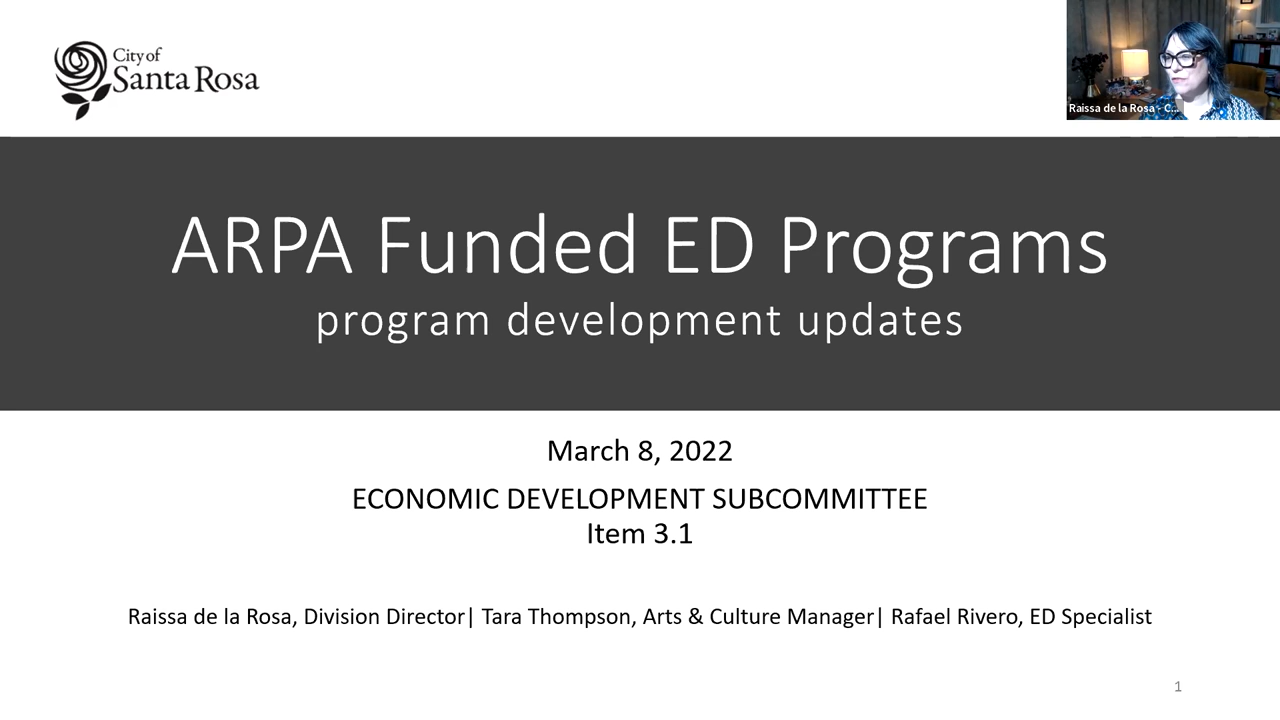 City of
Santa Rosa
Raissa de la Rosa - C...
ARPA Funded ED Programs
program development updates
March 8, 2022
ECONOMIC DEVELOPMENT SUBCOMMITTEE
Item 3.1
Raissa de la Rosa, Division Director| Tara Thompson, Arts & Culture Manager| Rafael Rivero, ED Specialist
1